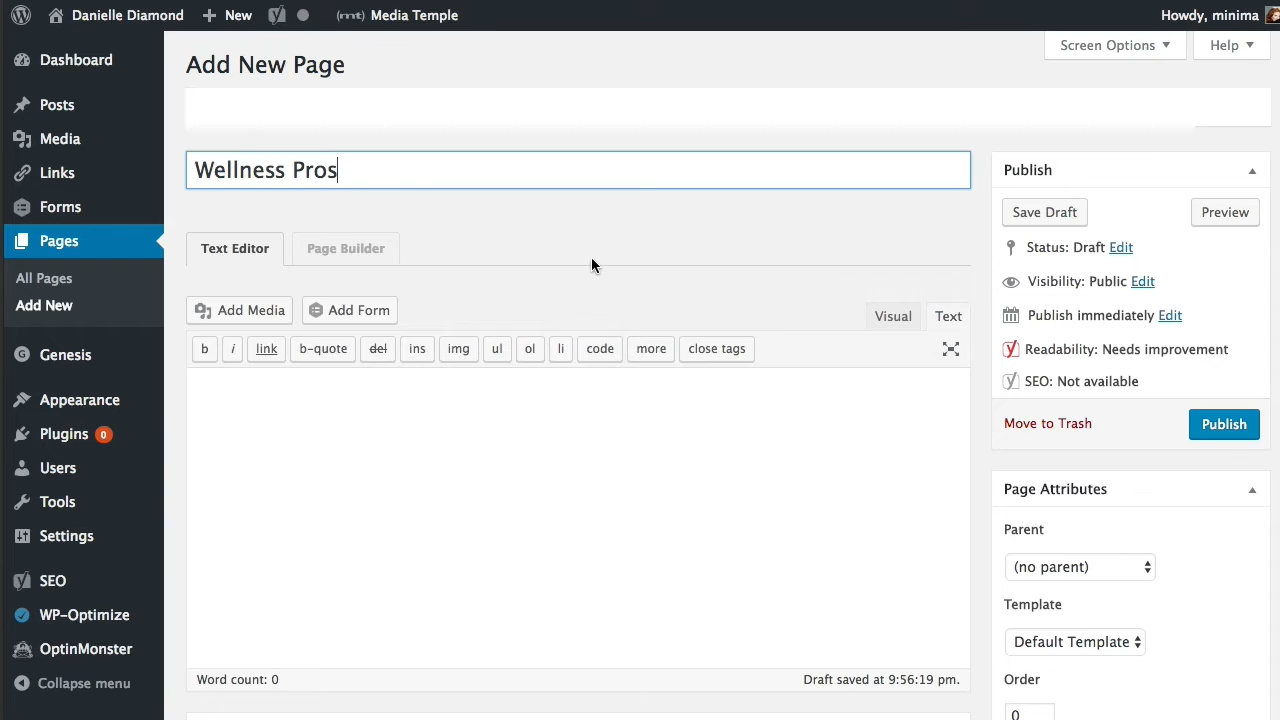 Danielle Diamond New Media Temple Howdy, minima
Screen Options Help
Add New Page
Dashboard
Posts
Media
Links
Forms
Pages
All Pages
Add New
Genesis
Appearance
Plugins 0
Users
Tools
Settings
SEO
WP-Optimize
OptinMonster
Collapse menu
Wellness Pros
Text Editor Page Builder
Add Media Add Form Visual Text
b i link b-quote del ins img ul ol li code more close tags
Word count: 0 Draft saved at 9:56:19 pm.
Publish
Save Draft Preview
Status: Draft Edit
Visibility: Public Edit
Publish immediately Edit
Readability: Needs improvement
SEO: Not available
Move to Trash Publish
Page Attributes
Parent
(no parent)
Template
Default Template
Order
0